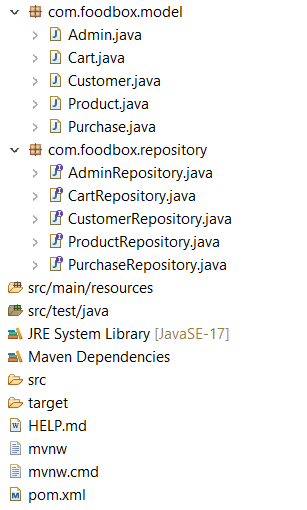 com.foodbox.model
Admin.java
Cart.java
Customer.java
Product.java
Purchase.java
com.foodbox.repository
AdminRepository.java
CartRepository.java
CustomerRepository.java
ProductRepository.java
PurchaseRepository.java
src/main/resources
src/test/java
JRE System Library [JavaSE-17]
Maven Dependencies
src
target
HELP.md
mvnw
mvnw.cmd
pom.xml